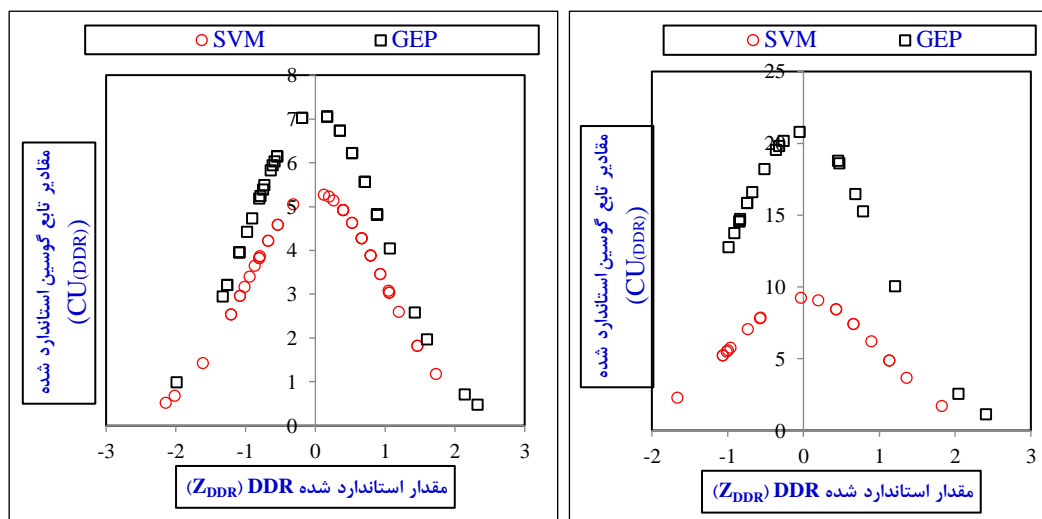 SVM GEP
8
7
6
5
4
3
2
1
0
-3 -2 -1 0 1 2 3
مقادیر تابع گوسین استاندارد شده
(CU(DDR))
مقدار استاندارد شده DDR (ZDDR)
SVM GEP
25
20
15
10
5
0
-2 -1 0 1 2 3
مقادیر تابع گوسین استاندارد شده
(CU(DDR))
مقدار استاندارد شده DDR (ZDDR)